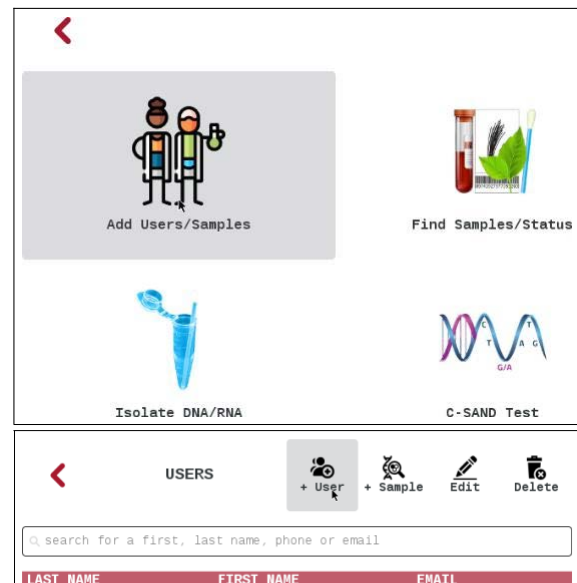 Add Users/Samples
Find Samples/Status
C
T
T
A G
G/A
Isolate DNA/RNA
C-SAND Test
USERS
+ User
+ Sample
Edit
Delete
search for a first, last name, phone or email
LAST NAME
FIRST NAME
EMAIL